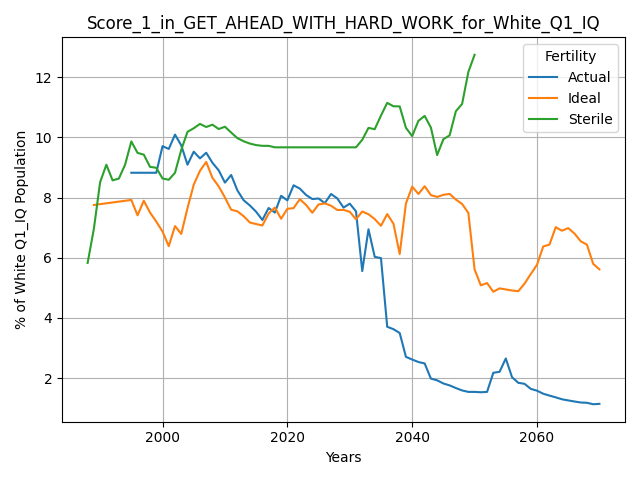 Score_1_in_GET_AHEAD_WITH_HARD_WORK_for_White_Q1_IQ
Fertility
Actual
Ideal
Sterile
% of White Q1_IQ Population
12
10
8
6
4
2
2000 2020 2040 2060
Years